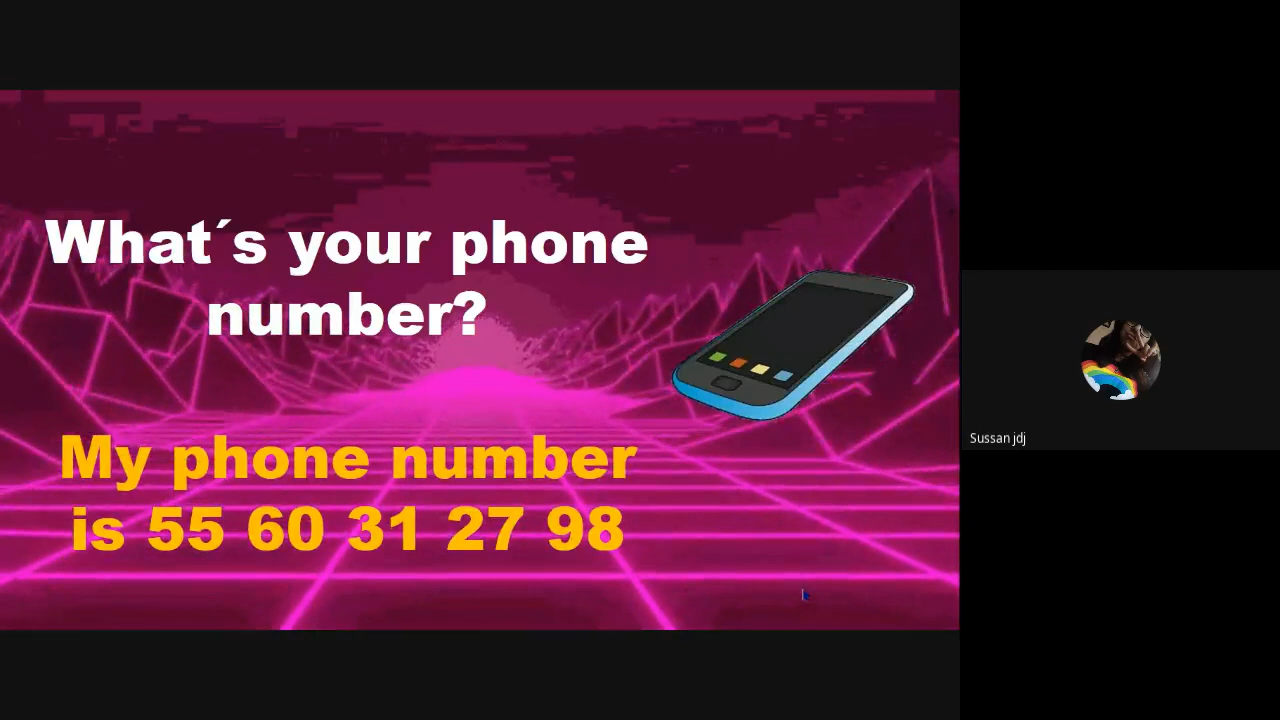 What´s your phone
number?
My phone number
is 55 60 31 27 98
Sussan jdj